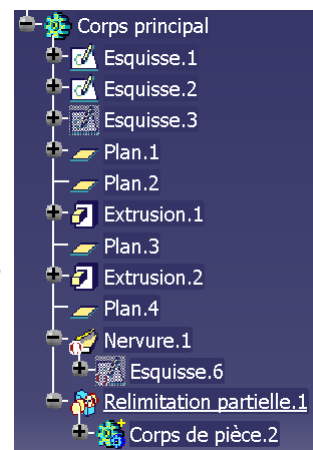 Corps principal
Esquisse.1
Esquisse.2
Esquisse.3
Plan.1
Plan.2
Extrusion.1
Plan.3
Extrusion.2
Plan.4
Nervure.1
Esquisse.6
Relimitation partielle.1
Corps de pièce.2